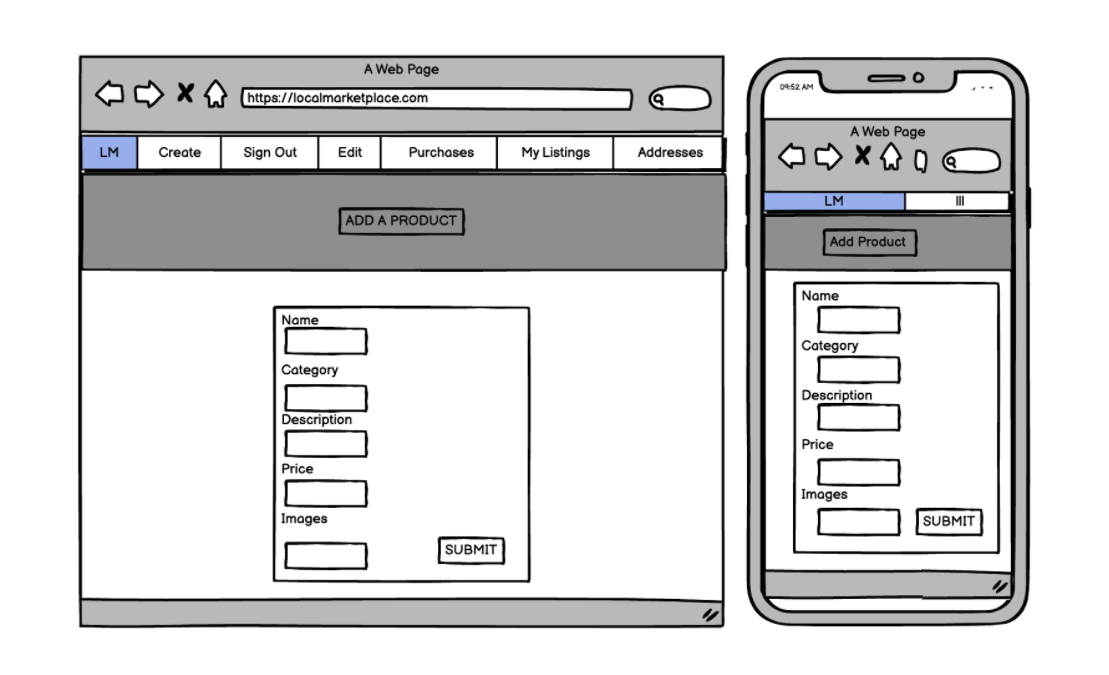 A Web Page
https://localmarketplace.com
LM Create Sign Out Edit Purchases My Listings Addresses
ADD A PRODUCT
Name
Category
Description
Price
Images
SUBMIT
09:52 AM
A Web Page
LM III
Add Product
Name
Category
Description
Price
Images
SUBMIT